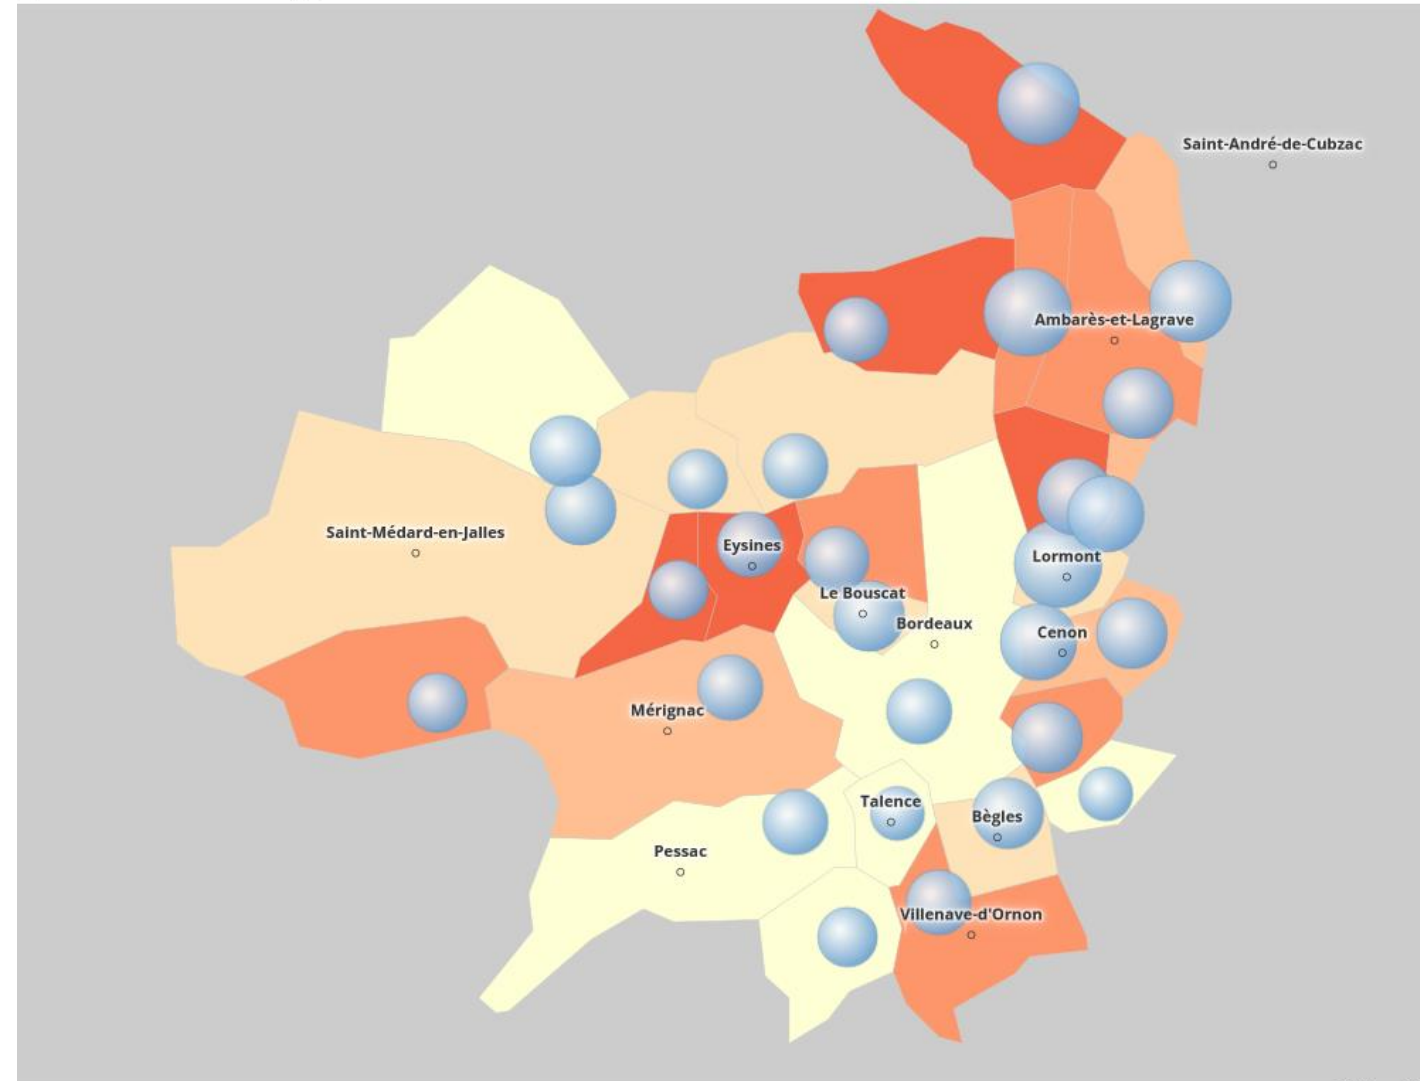 Saint-André-de-Cubzac
Ambarès-et-Lagrave
Saint-Médard-en-Jalles
Eysines
Lormont
Le Bouscat
Bordeaux
Cenon
Mérignac
Talence
Bègles
Pessac
Villenave-d'Ornon